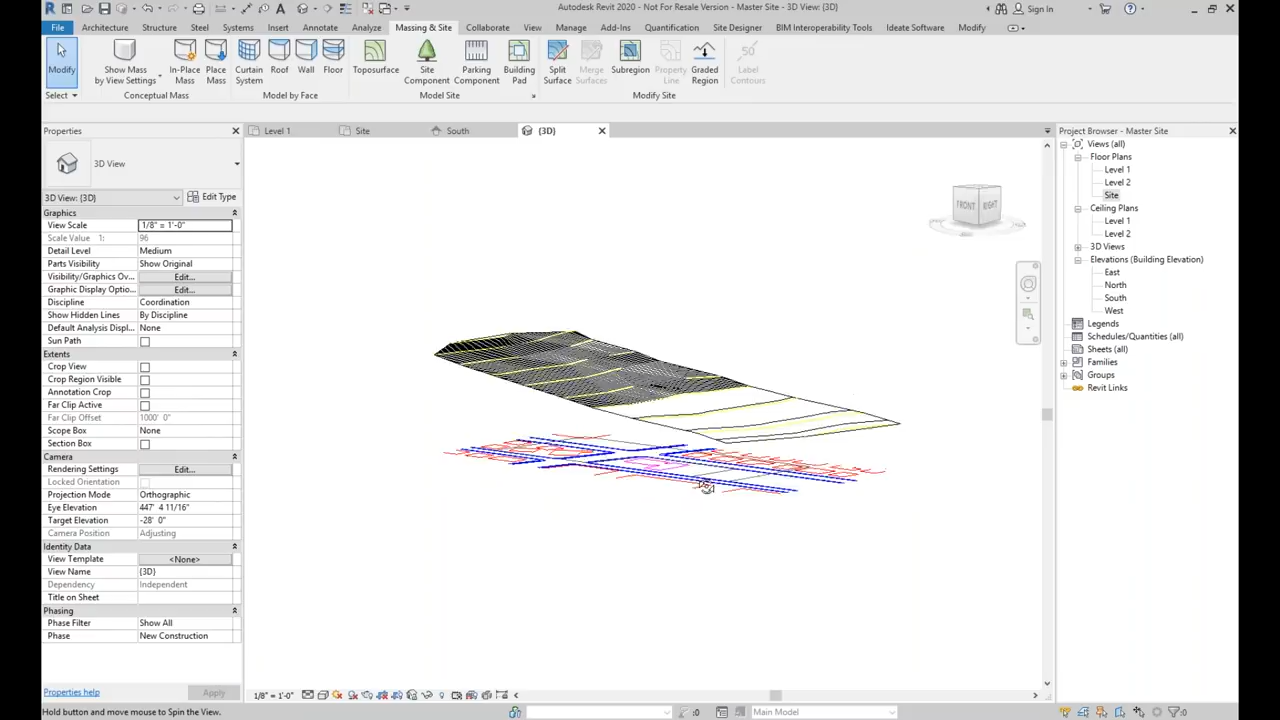 Autodesk Revit 2020 - Not For Resale Version - Master Site - 3D View: {3D}
Sign In
File Architecture Structure Steel Systems Insert Annotate Analyze Massing & Site Collaborate View Manage Add-Ins Quantification Site Designer BIM Interoperability Tools Ideate Software Modify
Modify
Show Mass
by View Settings
In-Place
Mass
Place
Mass
Curtain
System
Roof
Wall
Floor
Toposurface
Site
Component
Parking
Component
Building
Pad
Split
Surface
Merge
Surfaces
Subregion
Property
Line
Graded
Region
50
Label
Contours
Select
Conceptual Mass
Model by Face
Model Site
Modify Site
Properties
Level 1
Site
South
{3D}
Project Browser - Master Site
3D View
3D View: {3D}
Edit Type
Graphics
View Scale 1/8" = 1'-0"
Scale Value 1: 96
Detail Level Medium
Parts Visibility Show Original
Visibility/Graphics Ov... Edit...
Graphic Display Optio... Edit...
Discipline Coordination
Show Hidden Lines By Discipline
Default Analysis Displ... None
Sun Path
Extents
Crop View
Crop Region Visible
Annotation Crop
Far Clip Active
Far Clip Offset 1000' 0"
Scope Box None
Section Box
Camera
Rendering Settings Edit...
Locked Orientation
Projection Mode Orthographic
Eye Elevation 447' 4 11/16"
Target Elevation -28' 0"
Camera Position Adjusting
Identity Data
View Template <None>
View Name {3D}
Dependency Independent
Title on Sheet
Phasing
Phase Filter Show All
Phase New Construction
Properties help
Apply
FRONT RIGHT
Views (all)
Floor Plans
Level 1
Level 2
Site
Ceiling Plans
Level 1
Level 2
3D Views
Elevations (Building Elevation)
East
North
South
West
Legends
Schedules/Quantities (all)
Sheets (all)
Families
Groups
Revit Links
1/8" = 1'-0"
Hold button and move mouse to Spin the View.
:0
Main Model
:0